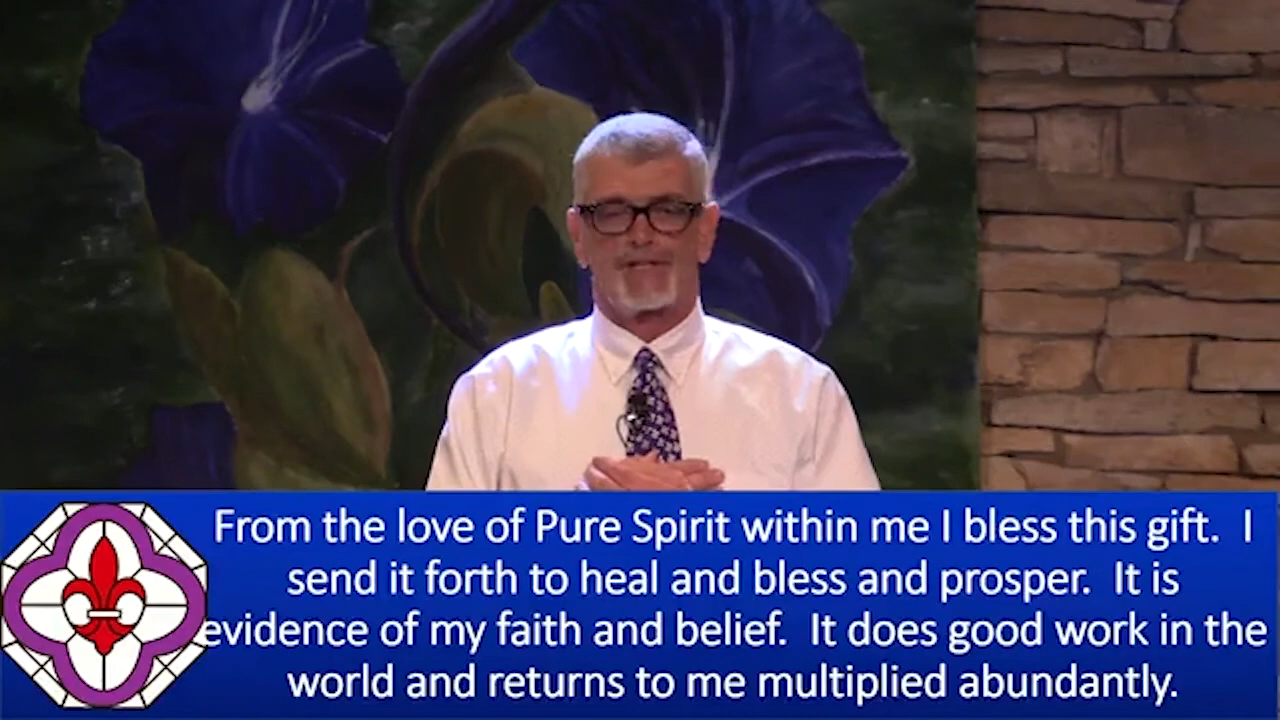 From the love of Pure Spirit within me I bless this gift.  I
send it forth to heal and bless and prosper.  It is
evidence of my faith and belief.  It does good work in the
world and returns to me multiplied abundantly.